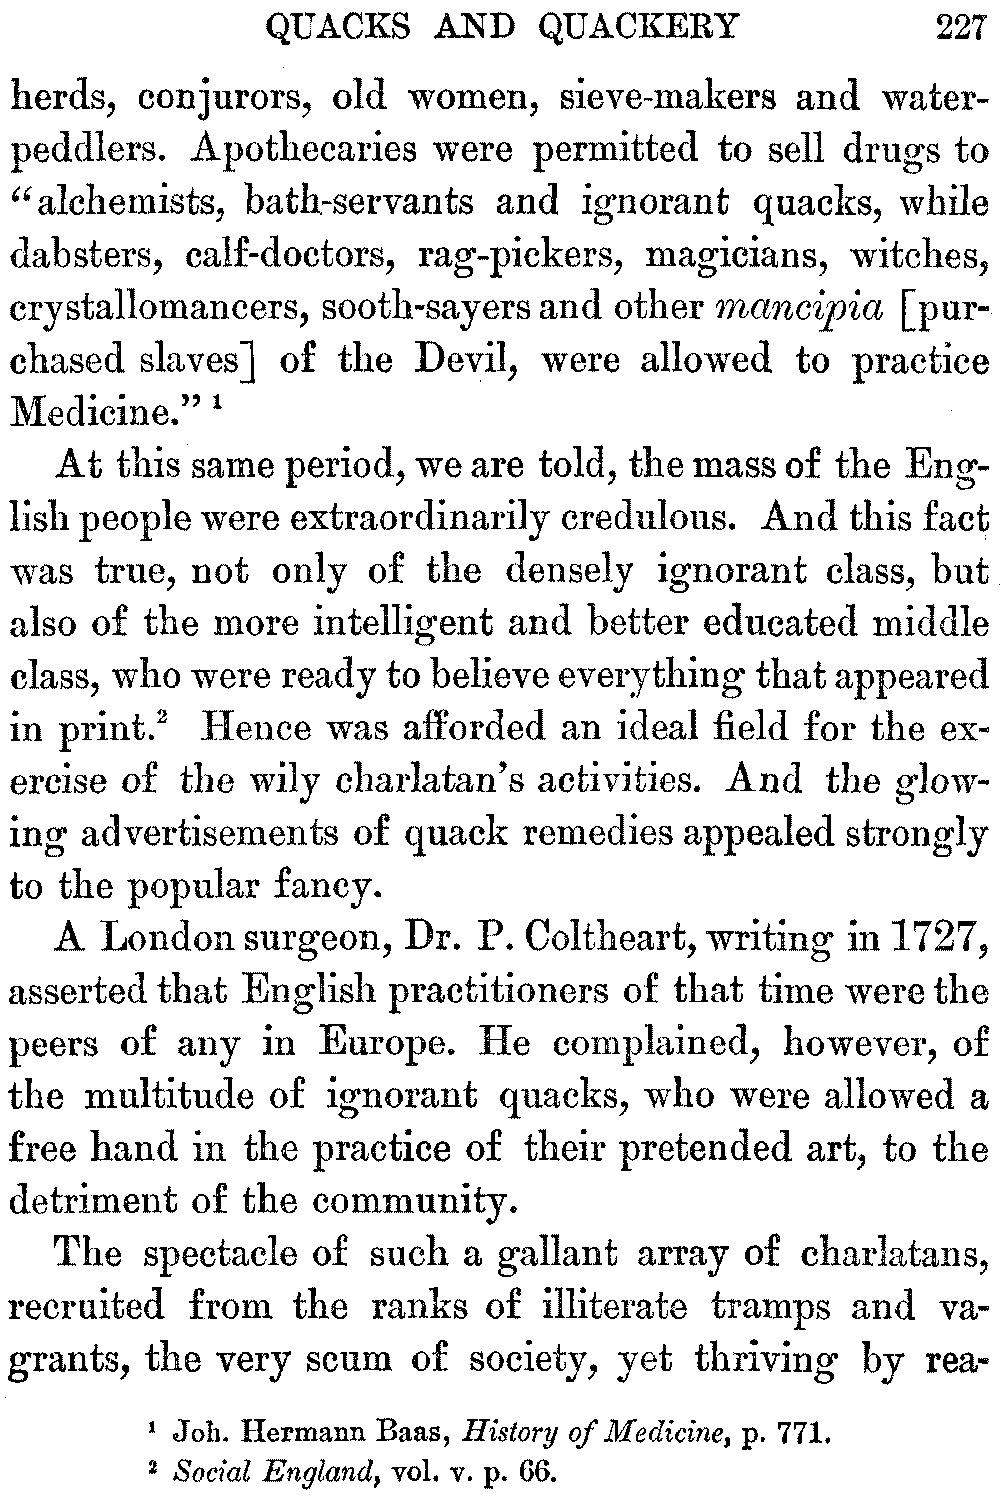 QUACKS AND QUACKERY 227
herds, conjurors, old women, sieve-makers and water-
peddlers. Apothecaries were permitted to sell drugs to
“alchemists, bath-servants and ignorant quacks, while
dabsters, calf-doctors, rag-pickers, magicians, witches,
crystallomancers, sooth-sayers and other mancipia [pur-
chased slaves] of the Devil, were allowed to practice
Medicine.” ¹
At this same period, we are told, the mass of the Eng-
lish people were extraordinarily credulous. And this fact
was true, not only of the densely ignorant class, but
also of the more intelligent and better educated middle
class, who were ready to believe everything that appeared
in print.² Hence was afforded an ideal field for the ex-
ercise of the wily charlatan’s activities. And the glow-
ing advertisements of quack remedies appealed strongly
to the popular fancy.
A London surgeon, Dr. P. Coltheart, writing in 1727,
asserted that English practitioners of that time were the
peers of any in Europe. He complained, however, of
the multitude of ignorant quacks, who were allowed a
free hand in the practice of their pretended art, to the
detriment of the community.
The spectacle of such a gallant array of charlatans,
recruited from the ranks of illiterate tramps and va-
grants, the very scum of society, yet thriving by rea-
¹ Joh. Hermann Baas, History of Medicine, p. 771.
² Social England, vol. v. p. 66.